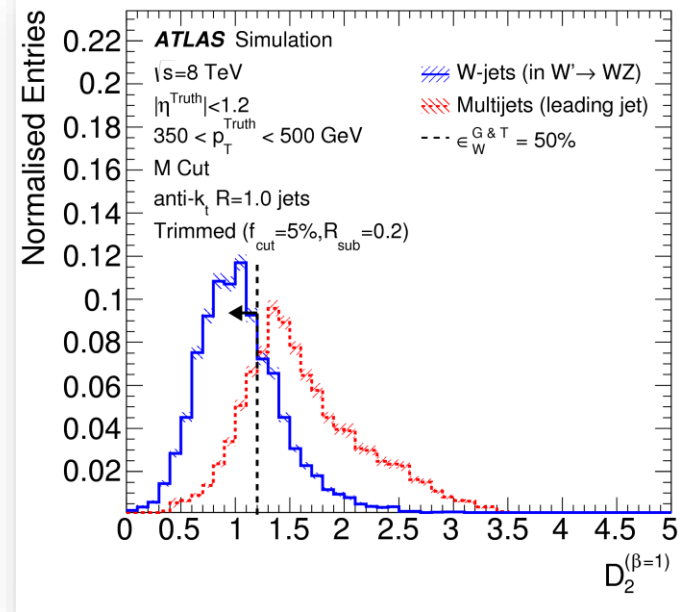 Normalised Entries
ATLAS Simulation
√s=8 TeV
|η^Truth|<1.2
350 < p_T^Truth < 500 GeV
M Cut
anti-k_t R=1.0 jets
Trimmed (f_cut=5%,R_sub=0.2)
W-jets (in W'→ WZ)
Multijets (leading jet)
ϵ_W^G & T = 50%
0.22
0.2
0.18
0.16
0.14
0.12
0.1
0.08
0.06
0.04
0.02
0 0.5 1 1.5 2 2.5 3 3.5 4 4.5 5
D_2^(β=1)